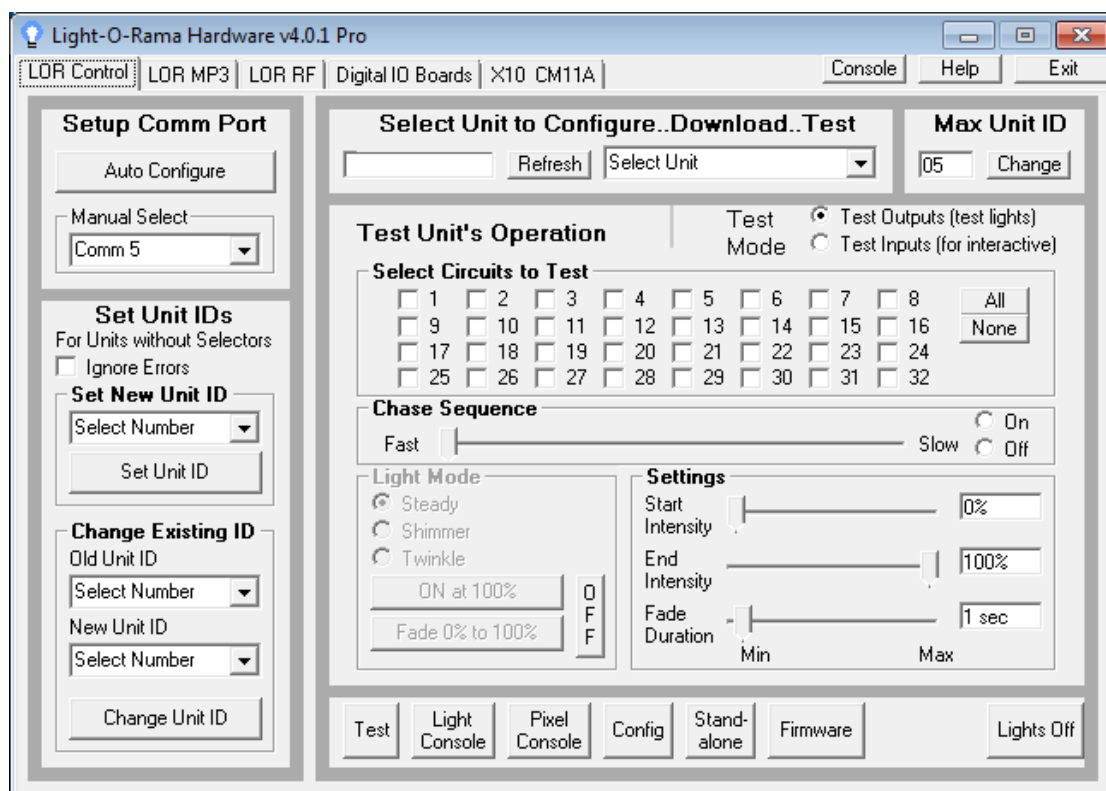 Light-O-Rama Hardware v4.0.1 Pro
LOR Control LOR MP3 LOR RF Digital IO Boards X10 CM11A Console Help Exit
Setup Comm Port
Auto Configure
Manual Select
Comm 5
Set Unit IDs
For Units without Selectors
Ignore Errors
Set New Unit ID
Select Number
Set Unit ID
Change Existing ID
Old Unit ID
Select Number
New Unit ID
Select Number
Change Unit ID
Select Unit to Configure..Download..Test
Refresh Select Unit
Max Unit ID
05 Change
Test Unit's Operation
Test Mode
Test Outputs (test lights)
Test Inputs (for interactive)
Select Circuits to Test
1 2 3 4 5 6 7 8 All
9 10 11 12 13 14 15 16 None
17 18 19 20 21 22 23 24
25 26 27 28 29 30 31 32
Chase Sequence
Fast Slow
On
Off
Light Mode
Steady
Shimmer
Twinkle
ON at 100%
Fade 0% to 100%
OFF
Settings
Start
Intensity
0%
End
Intensity
100%
Fade
Duration
1 sec
Min Max
Test
Light
Console
Pixel
Console
Config
Stand-
alone
Firmware
Lights Off